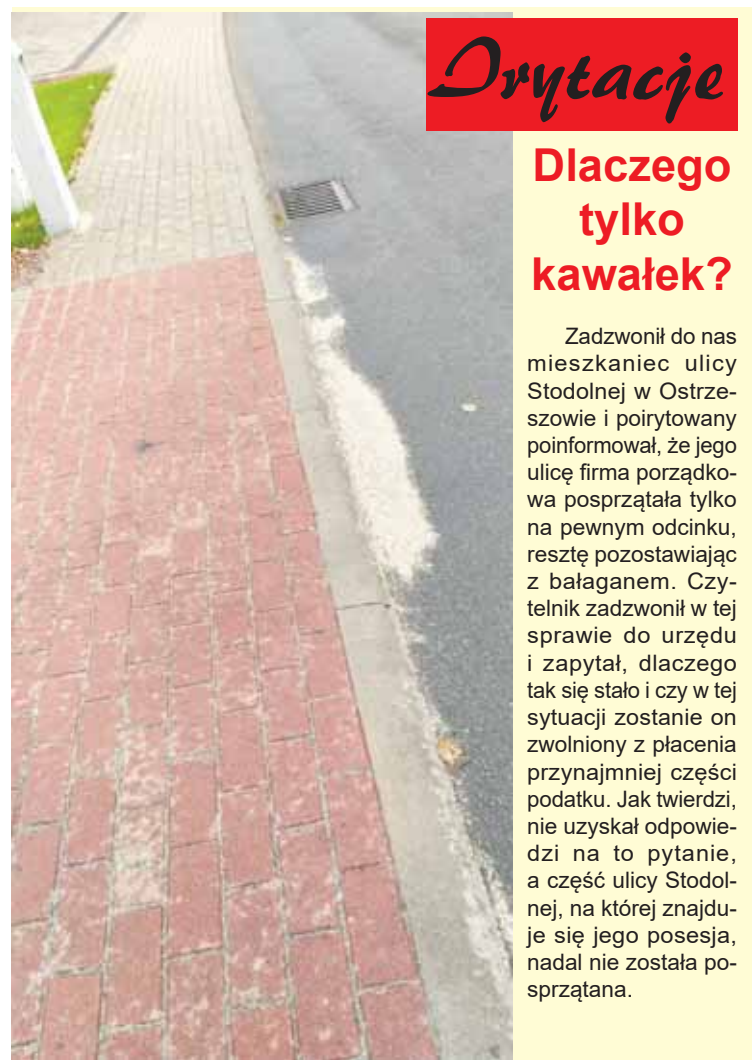 Irytacje
Dlaczego
tylko
kawałek?
Zadzwonił do nas
mieszkaniec ulicy
Stodolnej w Ostrze-
szowie i poirytowany
poinformował, że jego
ulicę firma porządko-
wa posprzątała tylko
na pewnym odcinku,
resztę pozostawiając
z bałaganem. Czy-
telnik zadzwonił w tej
sprawie do urzędu
i zapytał, dlaczego
tak się stało i czy w tej
sytuacji zostanie on
zwolniony z płacenia
przynajmniej części
podatku. Jak twierdzi,
nie uzyskał odpowie-
dzi na to pytanie,
a część ulicy Stodol-
nej, na której znajdu-
je się jego posesja,
nadal nie została po-
sprzątana.